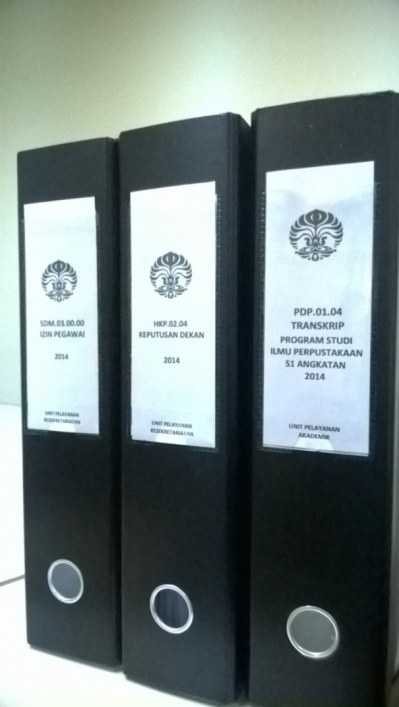 SDM.03.00.00
IZIN PEGAWAI
2014
UNIT PELAYANAN
KESEKRETARIATAN
HKP.02.04
KEPUTUSAN DEKAN
2014
UNIT PELAYANAN
KESEKRETARIATAN
PDP.01.04
TRANSKRIP
PROGRAM STUDI
ILMU PERPUSTAKAAN
S1 ANGKATAN
2014
UNIT PELAYANAN
AKADEMIK